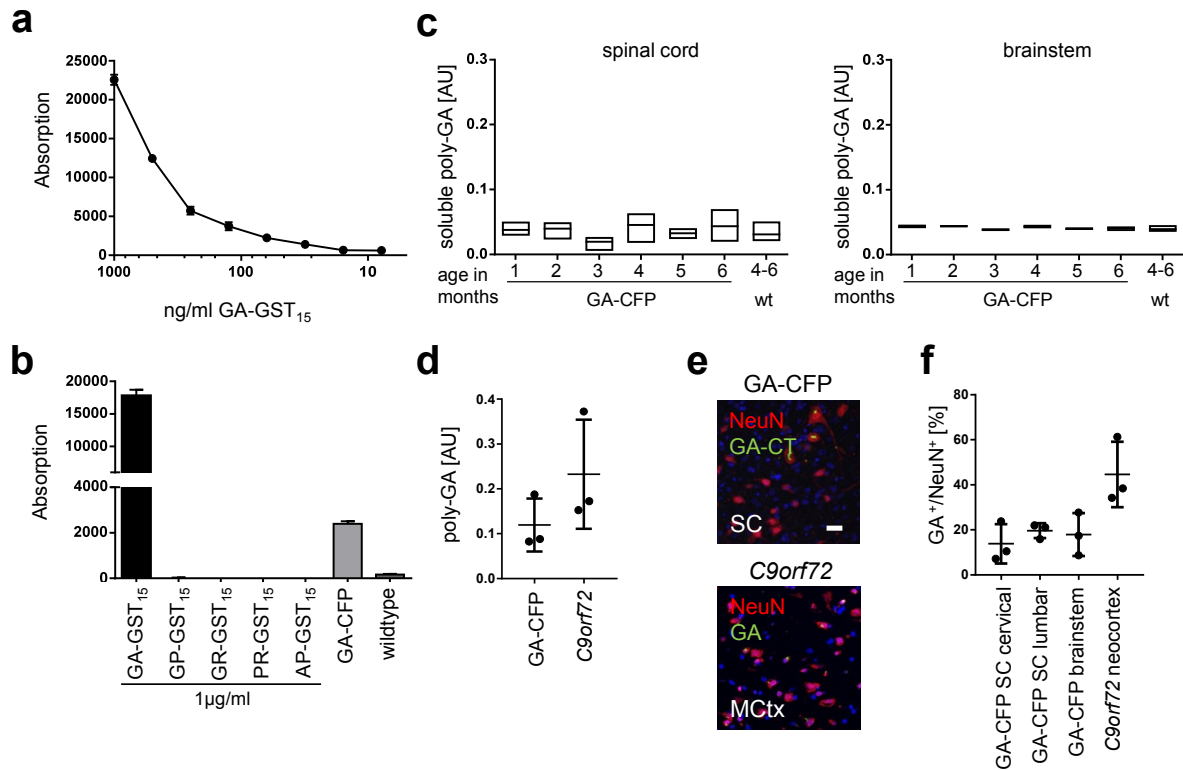 a
25000
20000
15000
10000
5000
0
Absorption
1000
100
10
ng/ml GA-GST15
c
spinal cord
0.3
0.2
0.1
0.0
soluble poly-GA [AU]
age in months
1 2 3 4 5 6 4-6
GA-CFP
wt
brainstem
0.3
0.2
0.1
0.0
soluble poly-GA [AU]
age in months
1 2 3 4 5 6 4-6
GA-CFP
wt
b
20000
15000
10000
4000
2000
0
Absorption
GA-GST15
GP-GST15
GR-GST15
PR-GST15
AP-GST15
GA-CFP
wildtype
1µg/ml
d
0.4
0.3
0.2
0.1
0.0
poly-GA [AU]
GA-CFP
C9orf72
e
GA-CFP
NeuN
GA-CT
SC
C9orf72
NeuN
GA
MCtx
f
80
60
40
20
0
GA+/NeuN+ [%]
GA-CFP SC cervical
GA-CFP SC lumbar
GA-CFP brainstem
C9orf72 neocortex